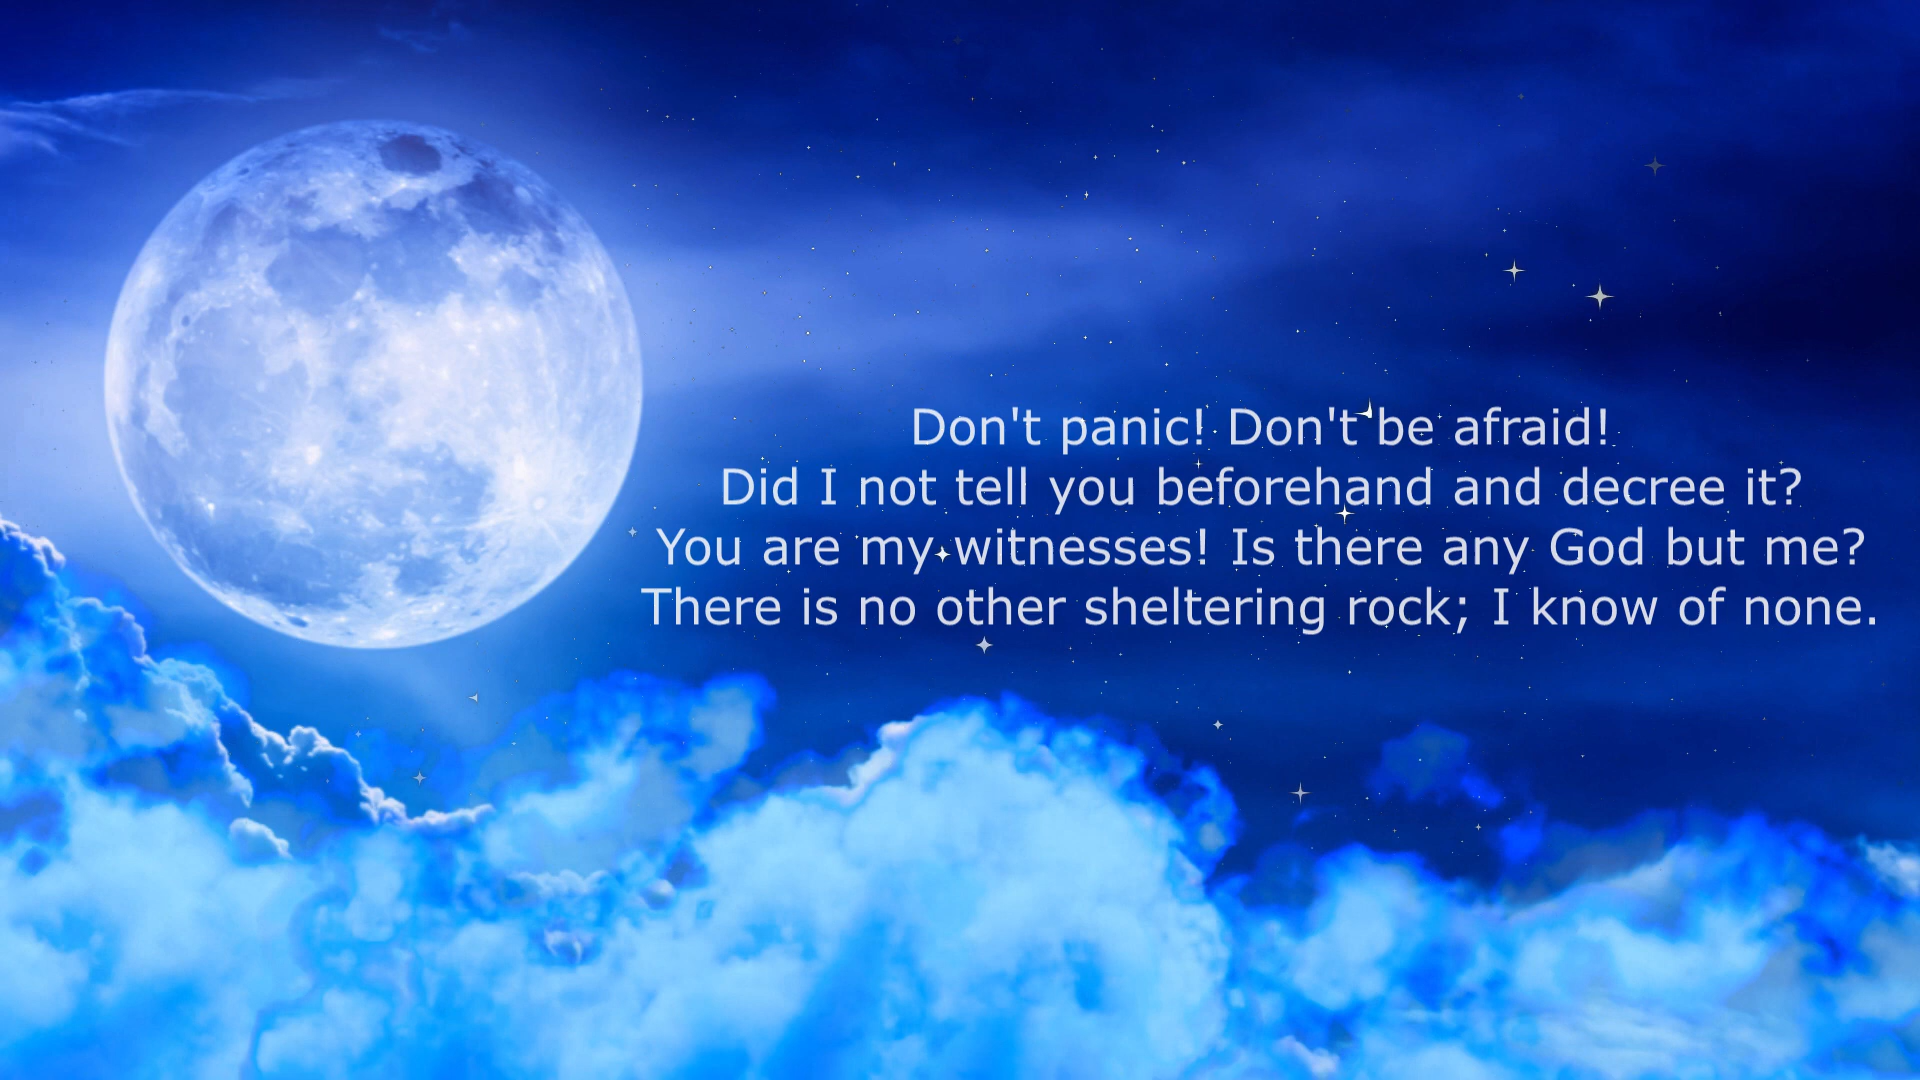 Don't panic! Don't be afraid!
Did I not tell you beforehand and decree it?
You are my witnesses! Is there any God but me?
There is no other sheltering rock; I know of none.